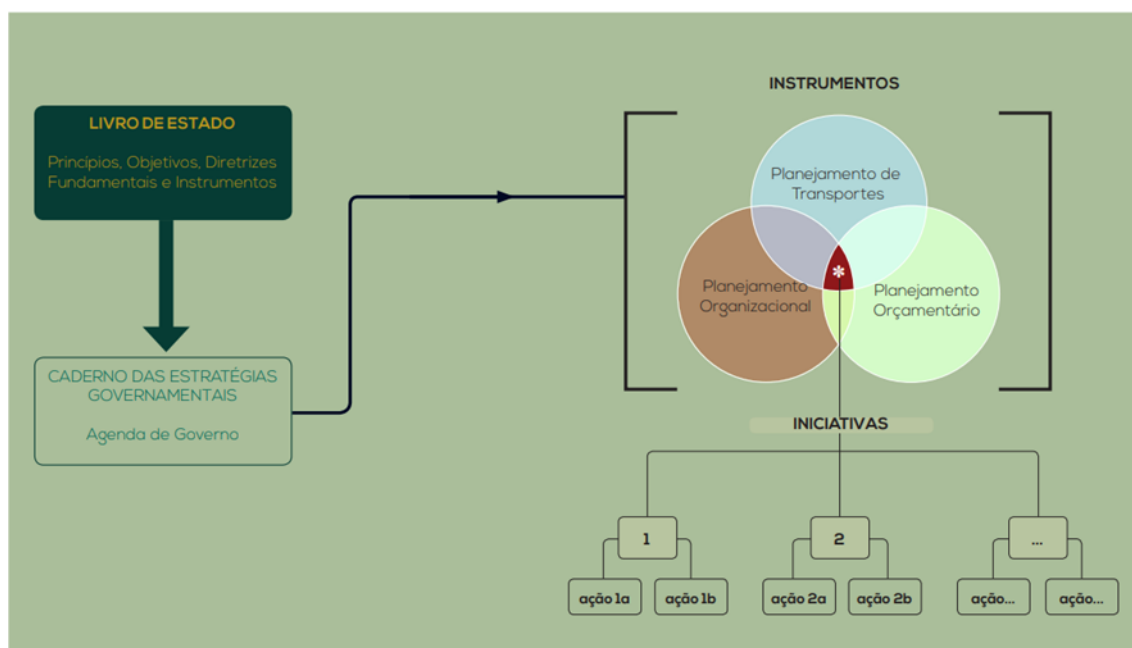 LIVRO DE ESTADO
Princípios, Objetivos, Diretrizes
Fundamentais e Instrumentos
CADERNO DAS ESTRATÉGIAS
GOVERNAMENTAIS
Agenda de Governo
INSTRUMENTOS
Planejamento de
Transportes
*
Planejamento
Organizacional
Planejamento
Orçamentário
INICIATIVAS
1
2
...
ação 1a
ação 1b
ação 2a
ação 2b
ação...
ação...